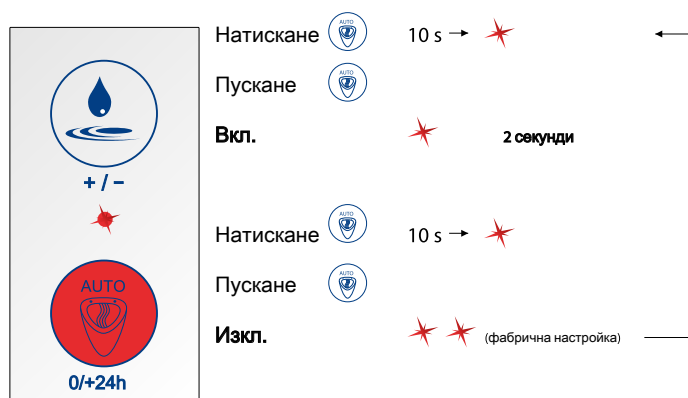 Натискане AUTO 10 s →
Пускане AUTO
Вкл. 2 секунди
+ / −
Натискане AUTO 10 s →
Пускане AUTO
AUTO
Изкл. (фабрична настройка)
0/+24h